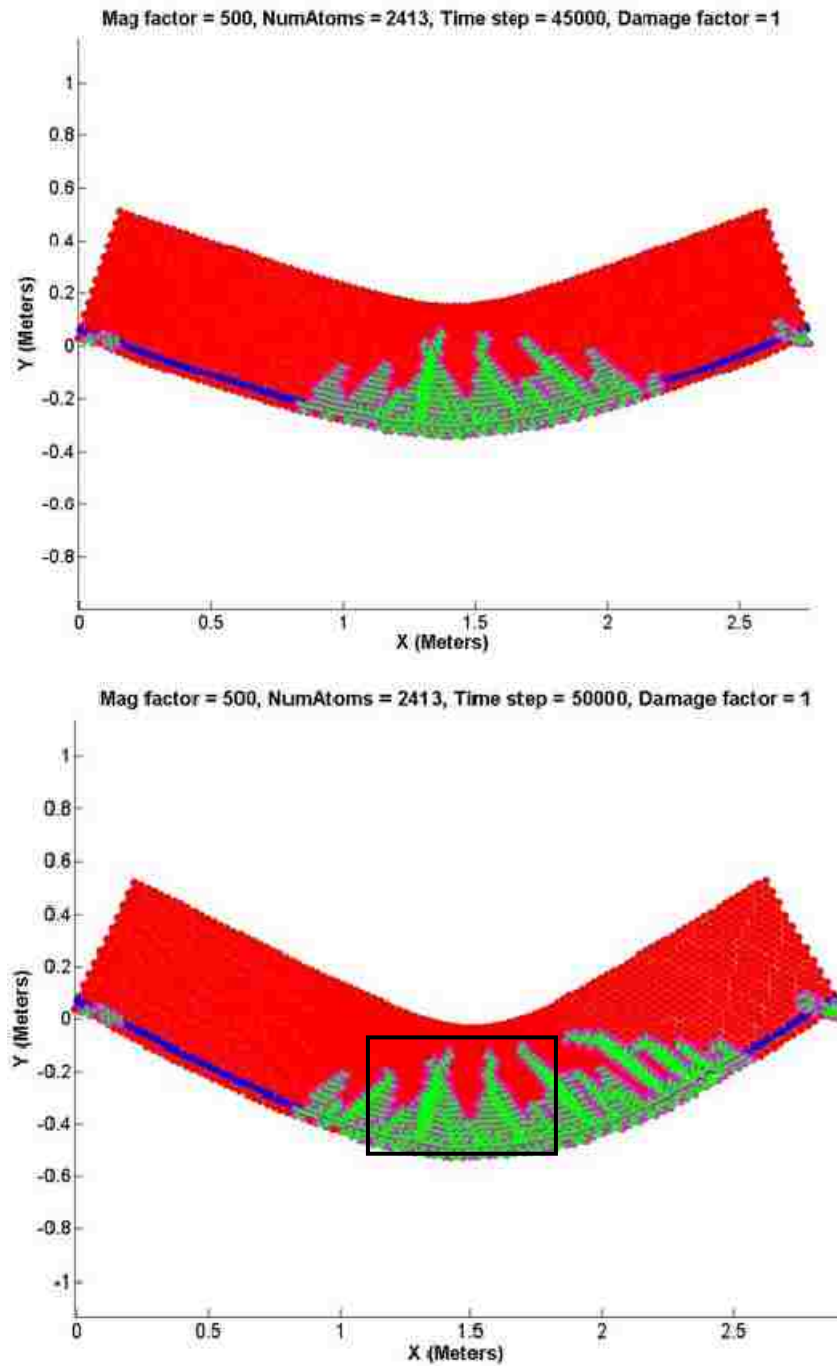 Mag factor = 500, NumAtoms = 2413, Time step = 45000, Damage factor = 1
1
0.8
0.6
0.4
0.2
0
-0.2
-0.4
-0.6
-0.8
Y (Meters)
0 0.5 1 1.5 2 2.5
X (Meters)
Mag factor = 500, NumAtoms = 2413, Time step = 50000, Damage factor = 1
1
0.8
0.6
0.4
0.2
0
-0.2
-0.4
-0.6
-0.8
-1
Y (Meters)
0 0.5 1 1.5 2 2.5
X (Meters)